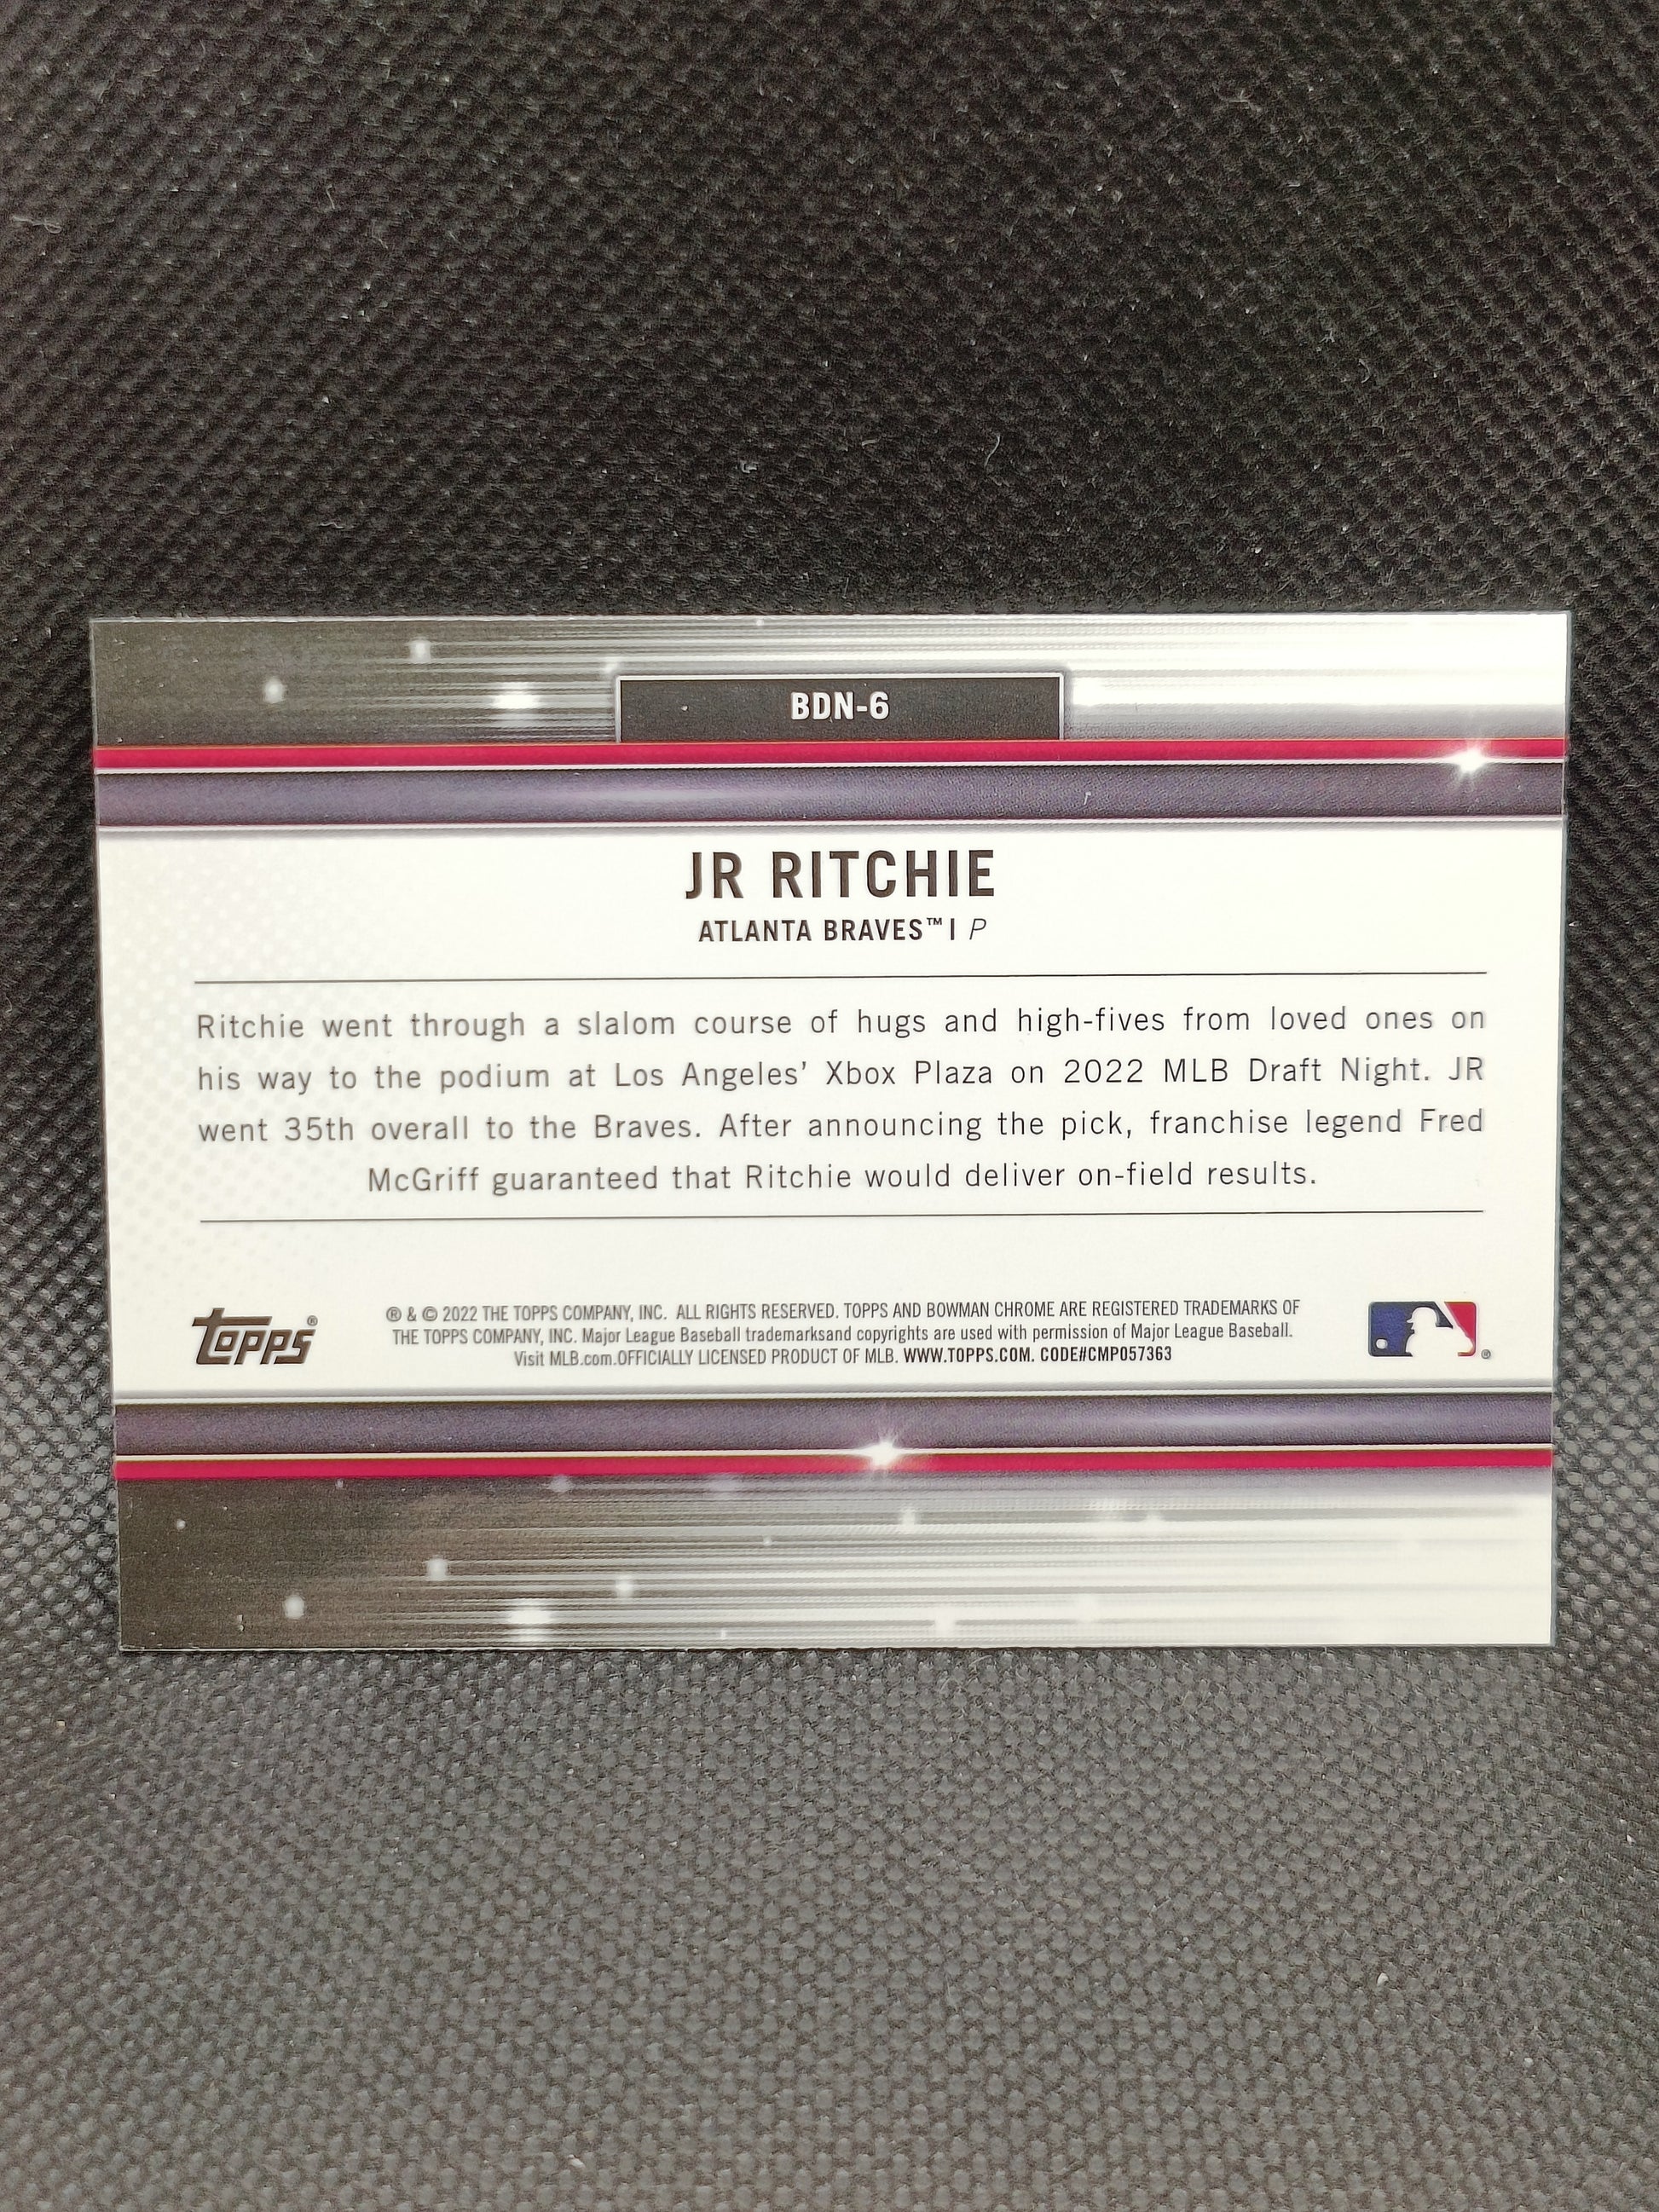 BDN-6
JR RITCHIE
ATLANTA BRAVES™ | P
Ritchie went through a slalom course of hugs and high-fives from loved ones on
his way to the podium at Los Angeles’ Xbox Plaza on 2022 MLB Draft Night. JR
went 35th overall to the Braves. After announcing the pick, franchise legend Fred
McGriff guaranteed that Ritchie would deliver on-field results.
topps®
® & © 2022 THE TOPPS COMPANY, INC. ALL RIGHTS RESERVED. TOPPS AND BOWMAN CHROME ARE REGISTERED TRADEMARKS OF
THE TOPPS COMPANY, INC. Major League Baseball trademarksand copyrights are used with permission of Major League Baseball.
Visit MLB.com.OFFICIALLY LICENSED PRODUCT OF MLB. WWW.TOPPS.COM. CODE#CMP057363
®